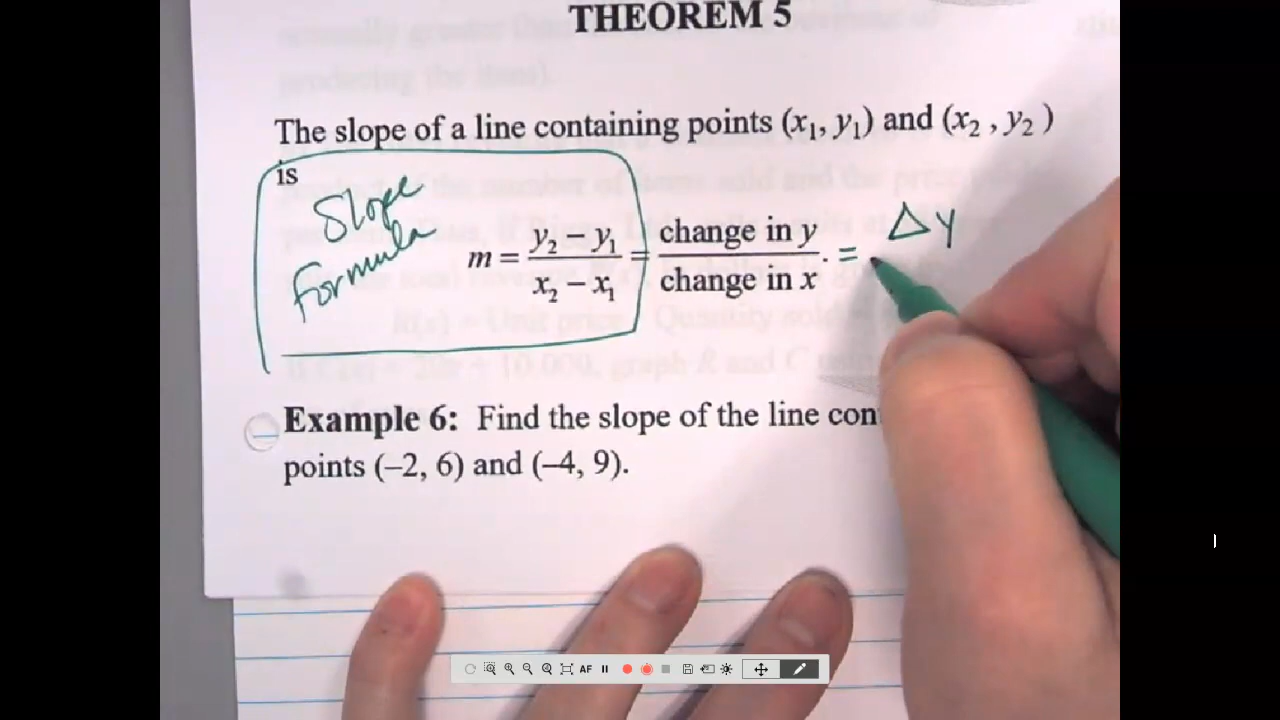 THEOREM 5
The slope of a line containing points (x₁, y₁) and (x₂ , y₂ )
is
Slope
Formula
m = y₂ – y₁ / x₂ – x₁ = change in y / change in x . = Δy
Example 6: Find the slope of the line con
points (–2, 6) and (–4, 9).
AF